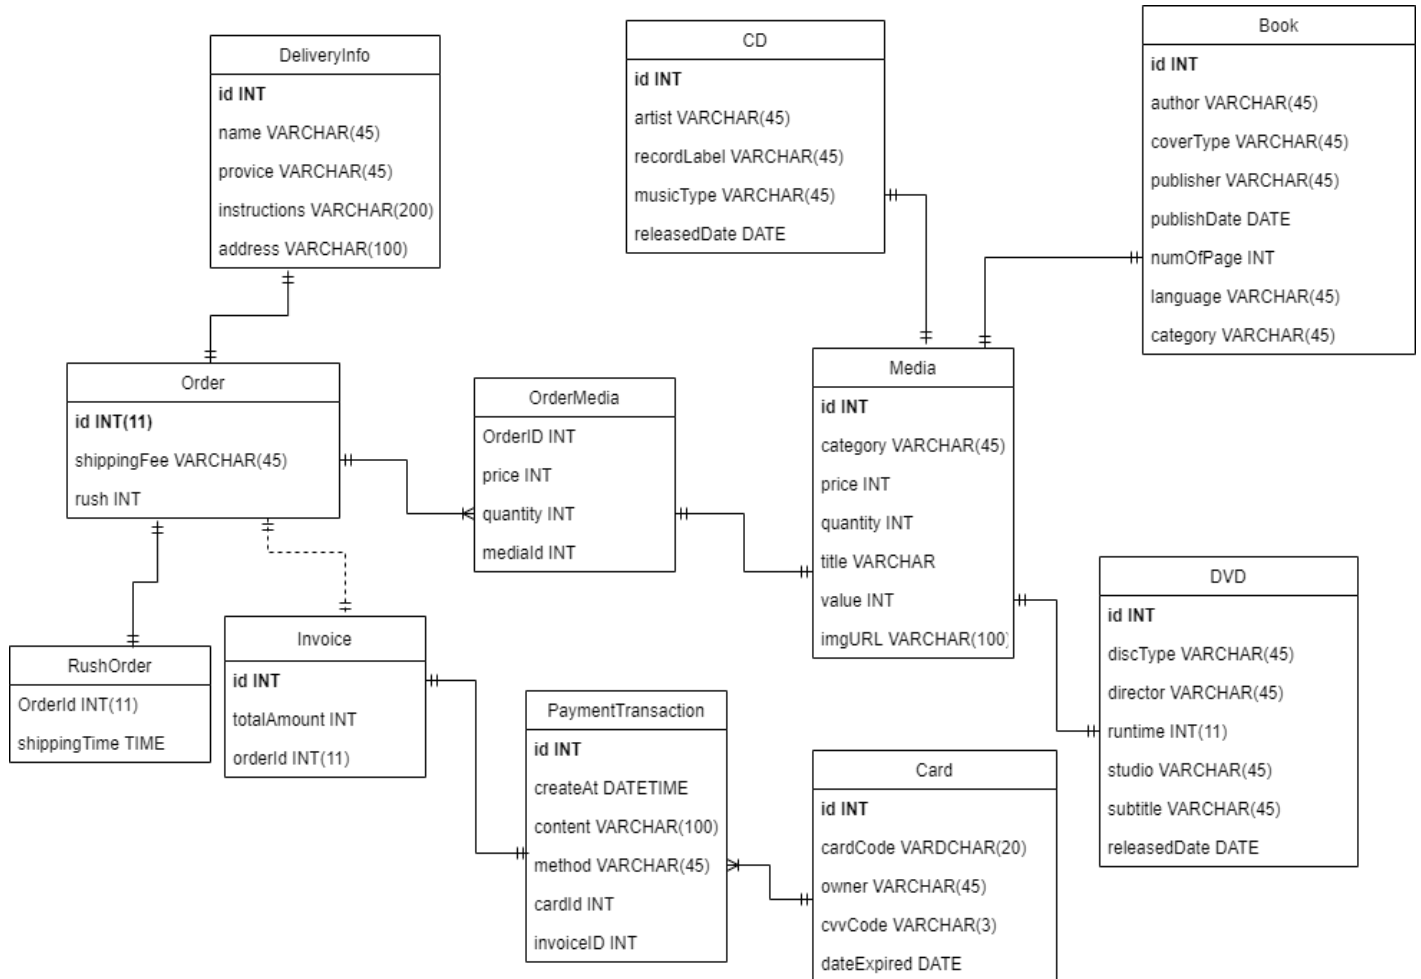 DeliveryInfo
id INT
name VARCHAR(45)
provice VARCHAR(45)
instructions VARCHAR(200)
address VARCHAR(100)
CD
id INT
artist VARCHAR(45)
recordLabel VARCHAR(45)
musicType VARCHAR(45)
releasedDate DATE
Book
id INT
author VARCHAR(45)
coverType VARCHAR(45)
publisher VARCHAR(45)
publishDate DATE
numOfPage INT
language VARCHAR(45)
category VARCHAR(45)
Order
id INT(11)
shippingFee VARCHAR(45)
rush INT
OrderMedia
OrderID INT
price INT
quantity INT
mediaId INT
Media
id INT
category VARCHAR(45)
price INT
quantity INT
title VARCHAR
value INT
imgURL VARCHAR(100)
DVD
id INT
discType VARCHAR(45)
director VARCHAR(45)
runtime INT(11)
studio VARCHAR(45)
subtitle VARCHAR(45)
releasedDate DATE
RushOrder
OrderId INT(11)
shippingTime TIME
Invoice
id INT
totalAmount INT
orderId INT(11)
PaymentTransaction
id INT
createAt DATETIME
content VARCHAR(100)
method VARCHAR(45)
cardId INT
invoiceID INT
Card
id INT
cardCode VARDCHAR(20)
owner VARCHAR(45)
cvvCode VARCHAR(3)
dateExpired DATE